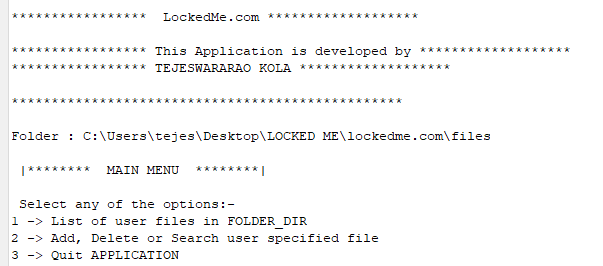 *****************  LockedMe.com *******************
***************** This Application is developed by *******************
***************** TEJESWARARAO KOLA *******************
*************************************************
Folder : C:\Users\tejes\Desktop\LOCKED ME\lockedme.com\files
|********  MAIN MENU  ********|
Select any of the options:-
1 -> List of user files in FOLDER_DIR
2 -> Add, Delete or Search user specified file
3 -> Quit APPLICATION